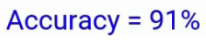 Accuracy = 91%